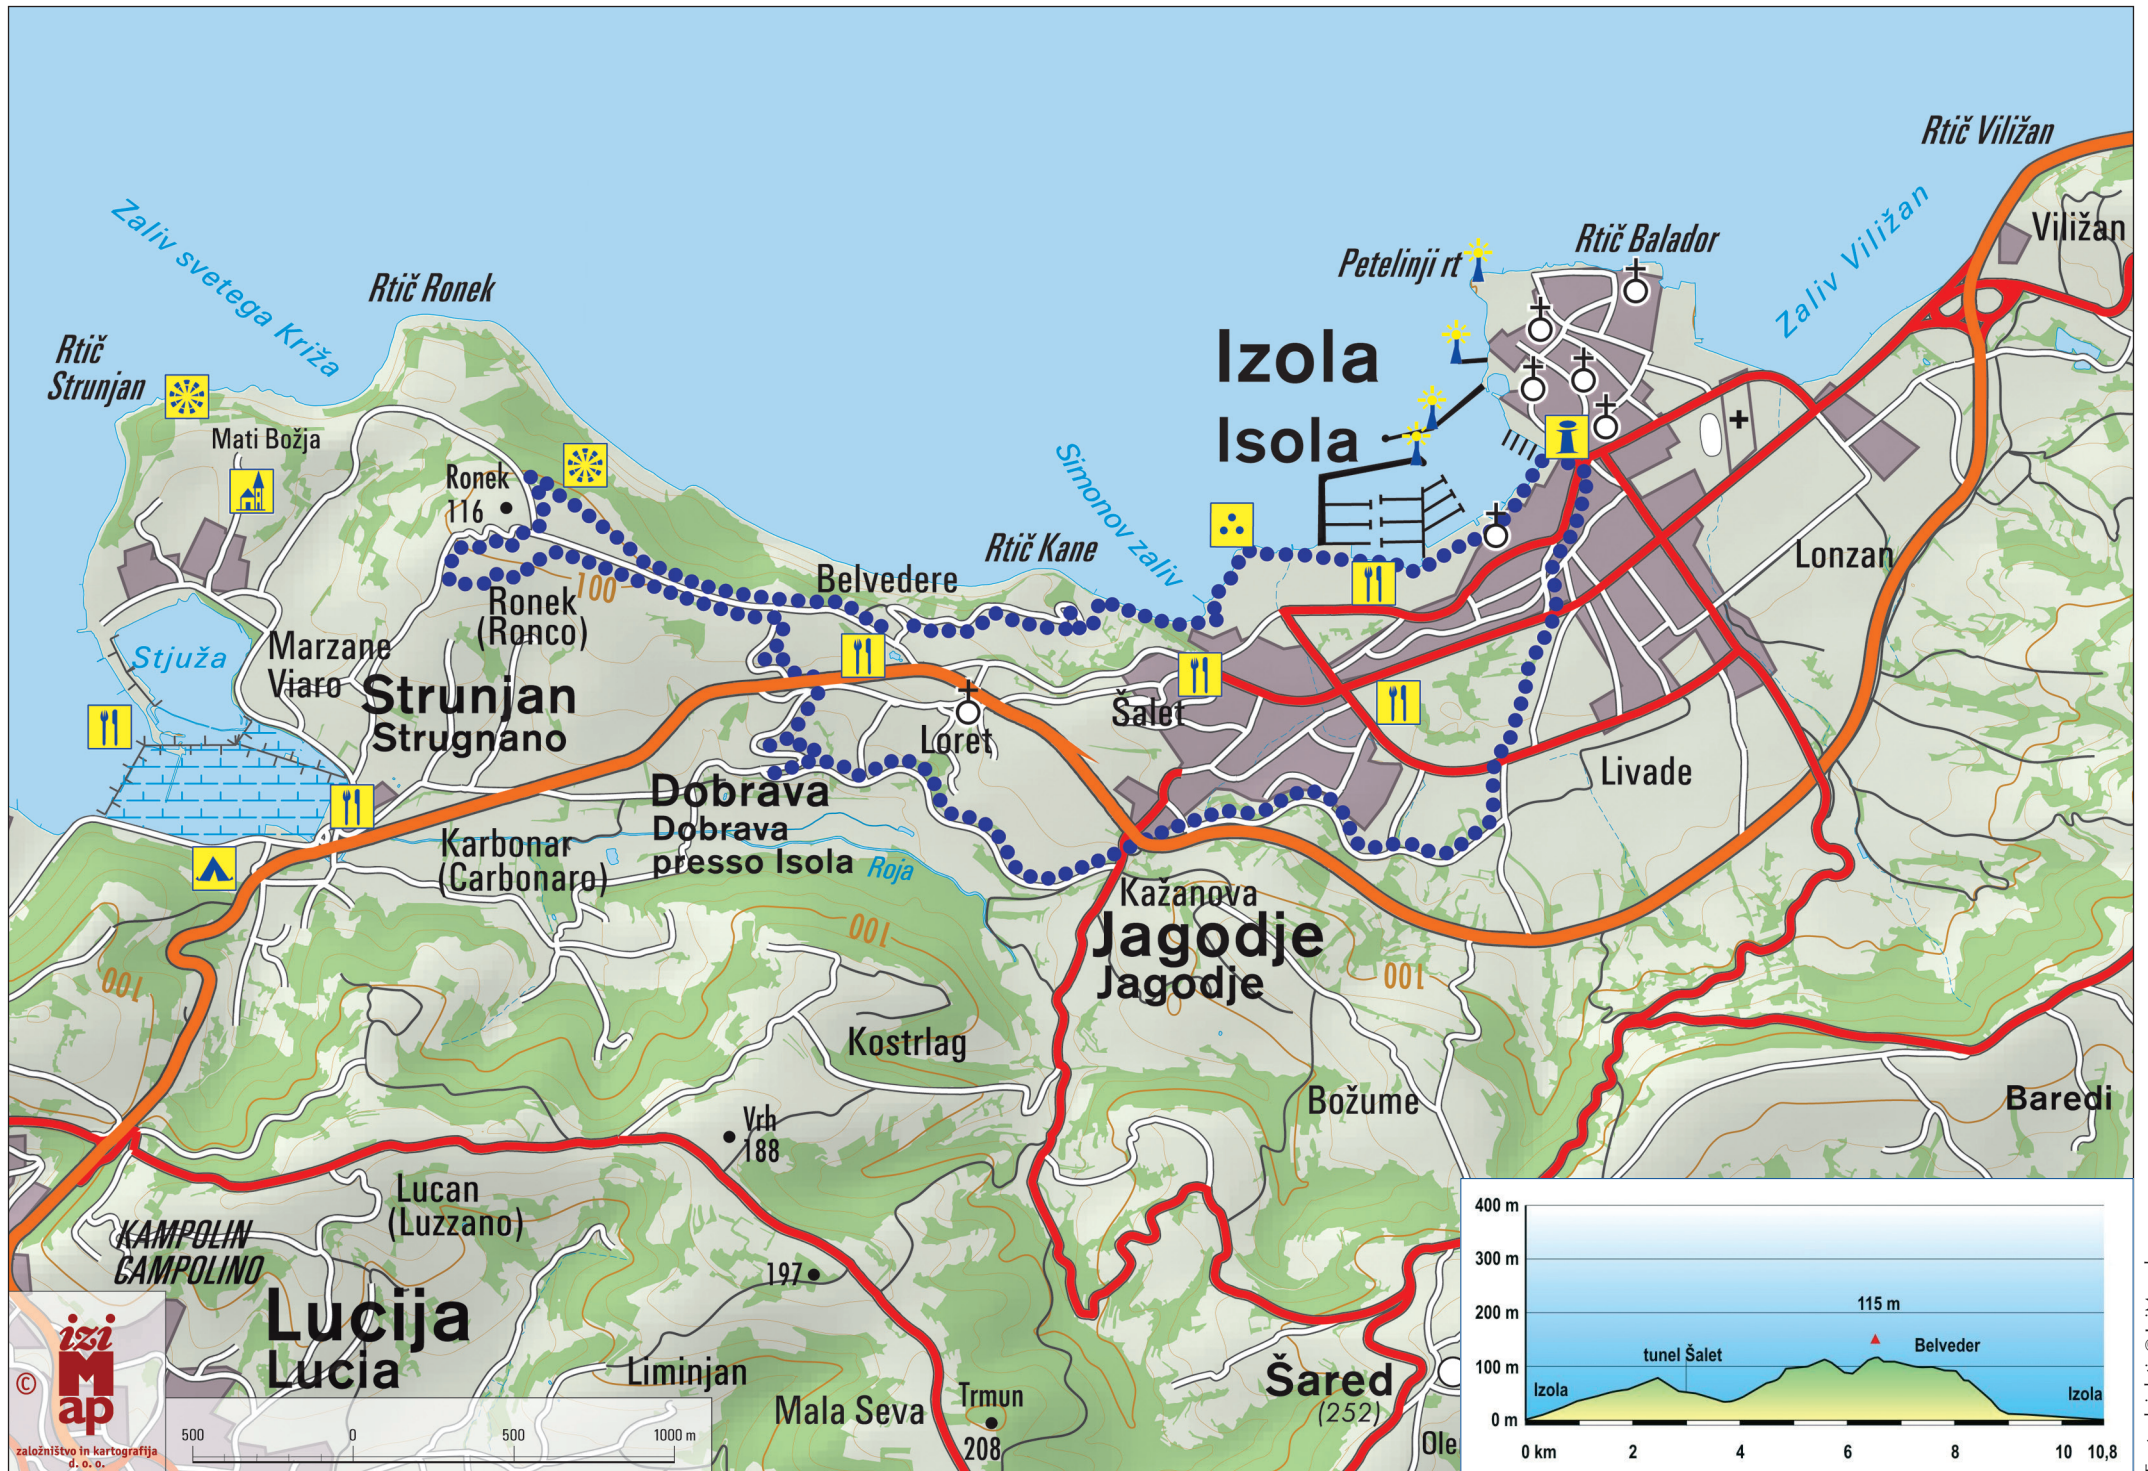 Rtič Viližan
Viližan
Zaliv Viližan
Rtič Balador
Petelinji rt
Zaliv svetega Križa
Rtič Ronek
Rtič
Strunjan
Mati Božja
Ronek
116
Izola
Isola
Simonov zaliv
Rtič Kane
Belvedere
Lonzan
100
Ronek
(Ronco)
Stjuža
Marzane
Viaro
Strunjan
Strugnano
Loret
Šalet
Livade
Dobrava
Dobrava
presso Isola
Karbonar
(Carbonaro)
Roja
Kažanova
Jagodje
Jagodje
100
100
100
Kostrlag
Božume
Baredi
Vrh
188
Lucan
(Luzzano)
KAMPOLIN
CAMPOLINO
197
Lucija
Lucia
Liminjan
Mala Seva
Trmun
208
Šared
(252)
izi
Map
©
založništvo in kartografija
d. o. o.
500
0
500
1000 m
400 m
300 m
200 m
100 m
0 m
115 m
tunel Šalet
Belveder
Izola
Izola
0 km
2
4
6
8
10
10,8